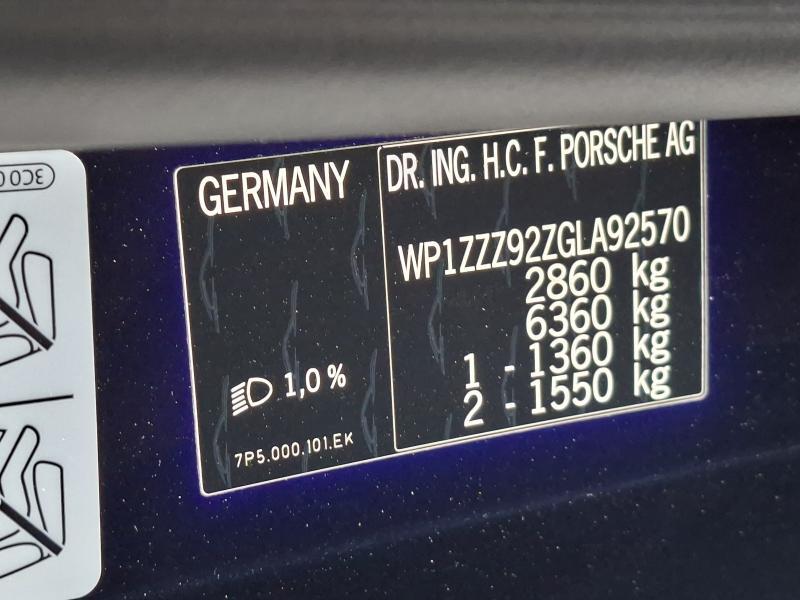 3C0
GERMANY
1,0 %
7P5.000.101.EK
DR. ING. H.C. F. PORSCHE AG
WP1ZZZ92ZGLA92570
2860 kg
6360 kg
1 - 1360 kg
2 - 1550 kg